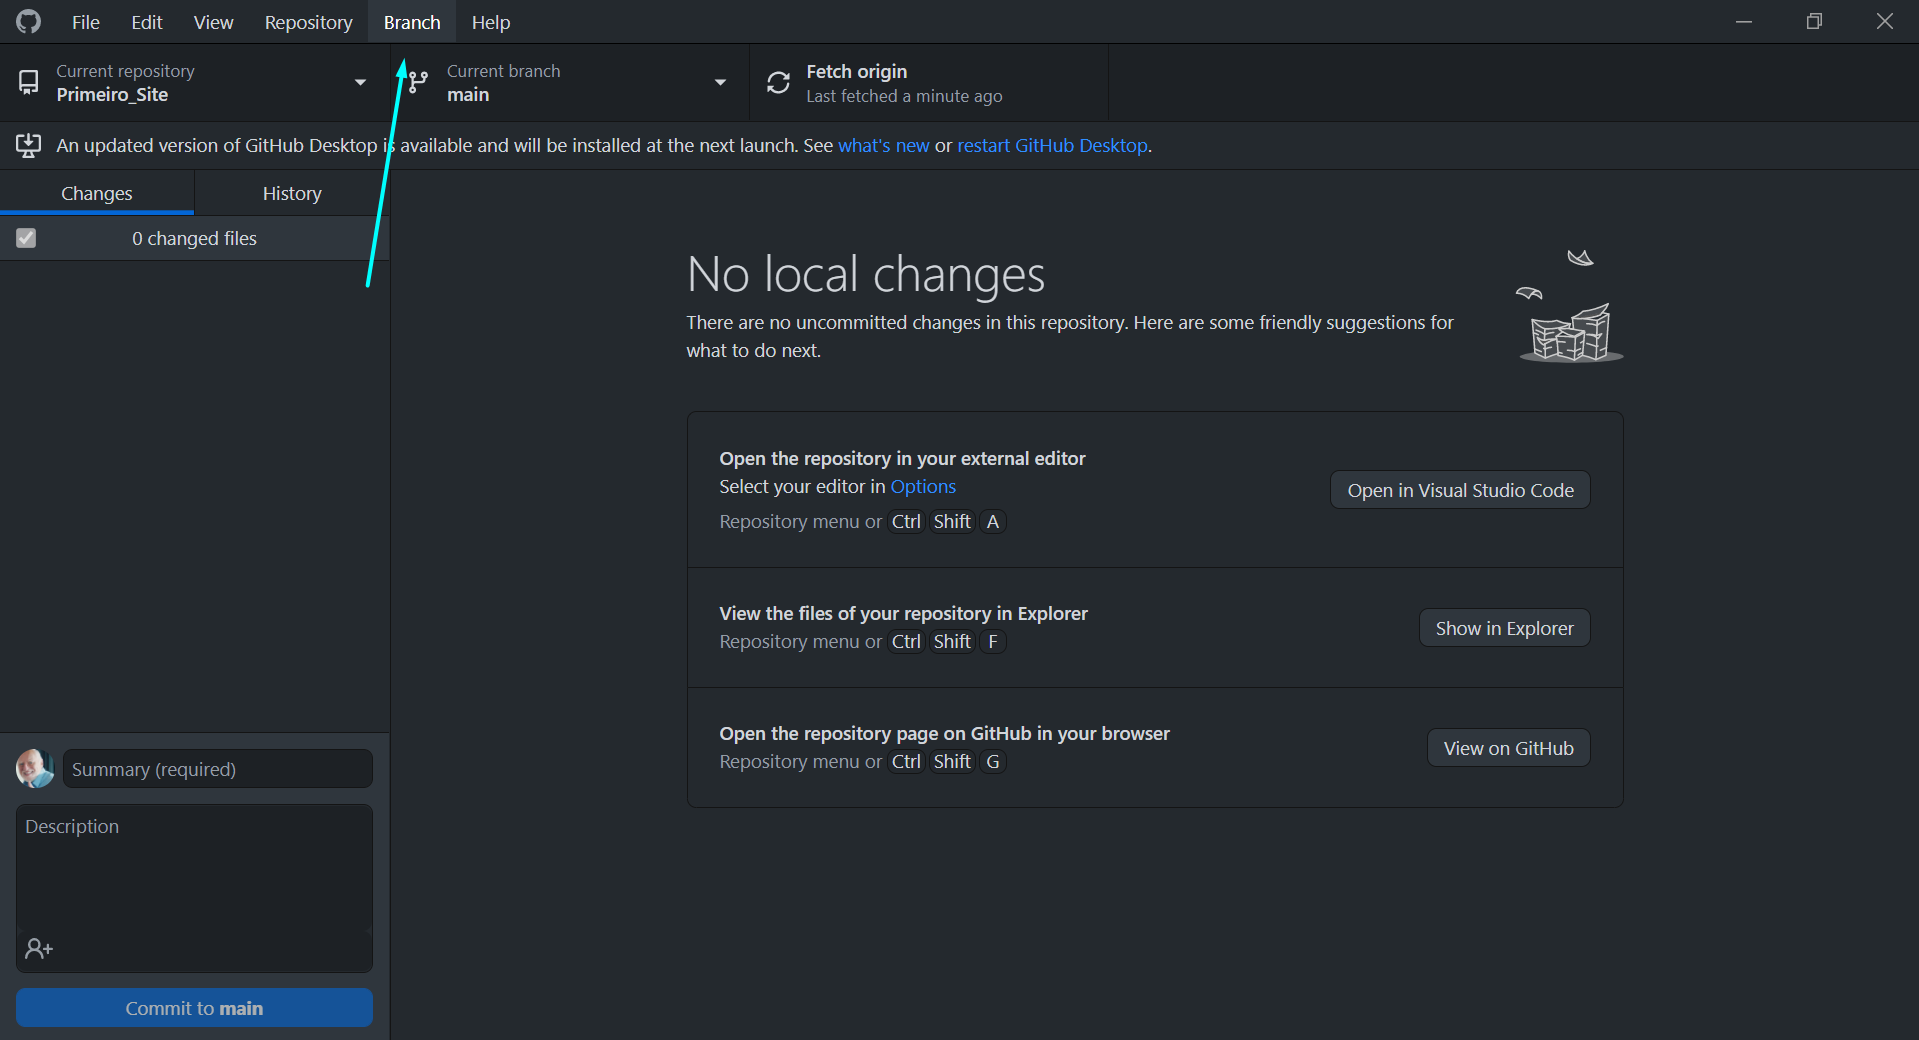 File Edit View Repository Branch Help
Current repository
Primeiro_Site
Current branch
main
Fetch origin
Last fetched a minute ago
An updated version of GitHub Desktop is available and will be installed at the next launch. See what's new or restart GitHub Desktop.
Changes History
0 changed files
No local changes
There are no uncommitted changes in this repository. Here are some friendly suggestions for
what to do next.
Open the repository in your external editor
Select your editor in Options
Repository menu or Ctrl Shift A
Open in Visual Studio Code
View the files of your repository in Explorer
Repository menu or Ctrl Shift F
Show in Explorer
Open the repository page on GitHub in your browser
Repository menu or Ctrl Shift G
View on GitHub
Summary (required)
Description
Commit to main